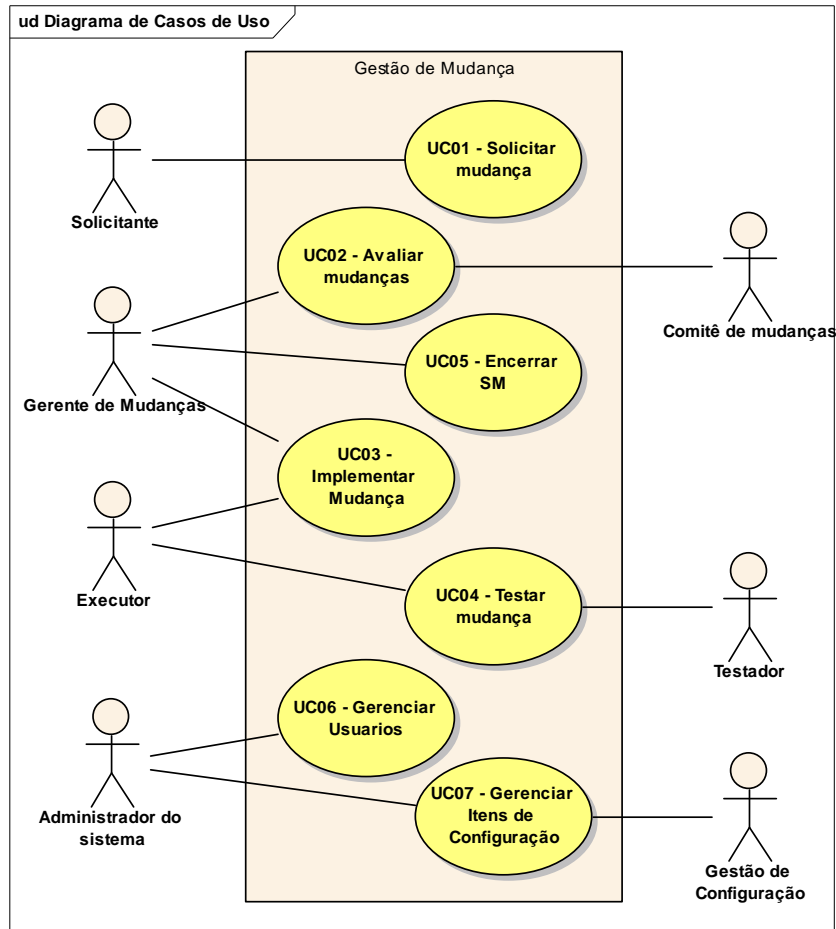 ud Diagrama de Casos de Uso
Gestão de Mudança
UC01 - Solicitar
mudança
Solicitante
UC02 - Avaliar
mudanças
Comitê de mudanças
UC05 - Encerrar
SM
Gerente de Mudanças
UC03 -
Implementar
Mudança
Executor
UC04 - Testar
mudança
Testador
UC06 - Gerenciar
Usuarios
UC07 - Gerenciar
Itens de
Configuração
Administrador do
sistema
Gestão de
Configuração